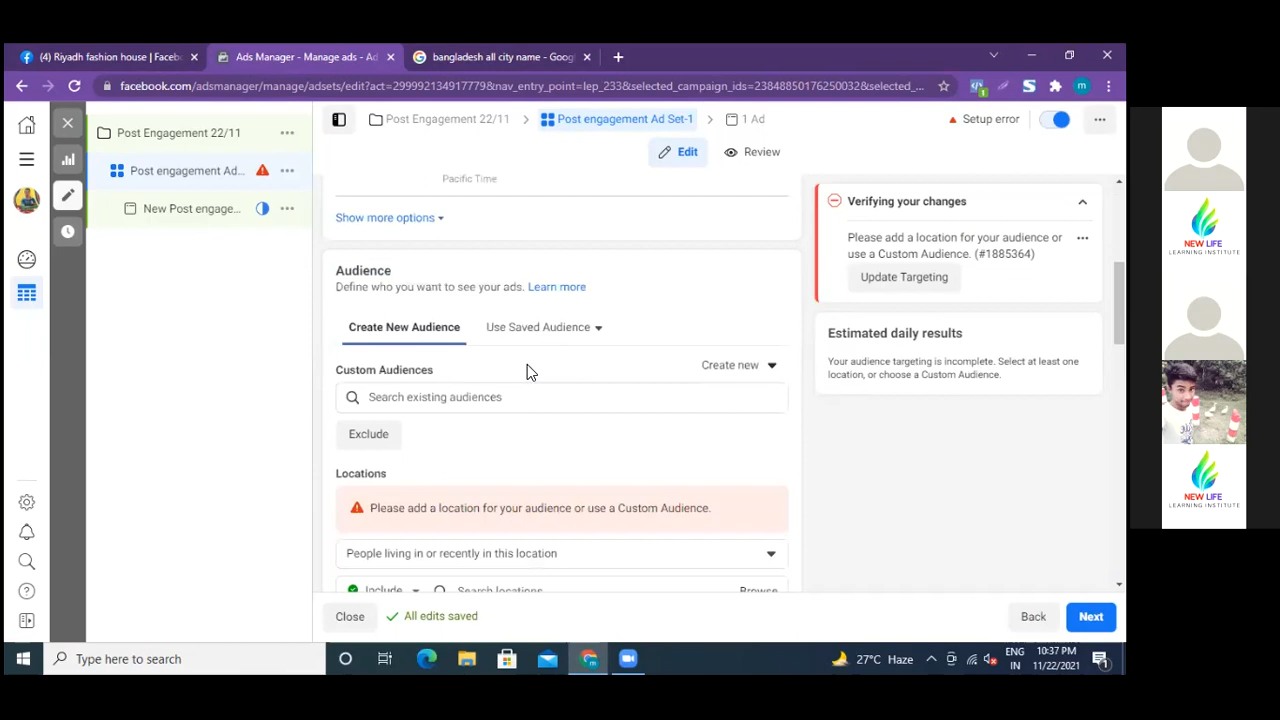 (4) Riyadh fashion house | Faceb
Ads Manager - Manage ads - Ad
bangladesh all city name - Goog
facebook.com/adsmanager/manage/adsets/edit?act=299992134917779&nav_entry_point=lep_233&selected_campaign_ids=23848850176250032&selected_...
Post Engagement 22/11
Post engagement Ad...
New Post engage...
Post Engagement 22/11
Post engagement Ad Set-1
1 Ad
Setup error
Edit
Review
Pacific Time
Show more options
Audience
Define who you want to see your ads. Learn more
Create New Audience
Use Saved Audience
Custom Audiences
Create new
Search existing audiences
Exclude
Locations
Please add a location for your audience or use a Custom Audience.
People living in or recently in this location
Include
Search locations
Browse
Verifying your changes
Please add a location for your audience or
use a Custom Audience. (#1885364)
Update Targeting
Estimated daily results
Your audience targeting is incomplete. Select at least one
location, or choose a Custom Audience.
Close
All edits saved
Back
Next
Type here to search
27°C Haze
ENG
IN
10:37 PM
11/22/2021
NEW LIFE
LEARNING INSTITUTE
NEW LIFE
LEARNING INSTITUTE